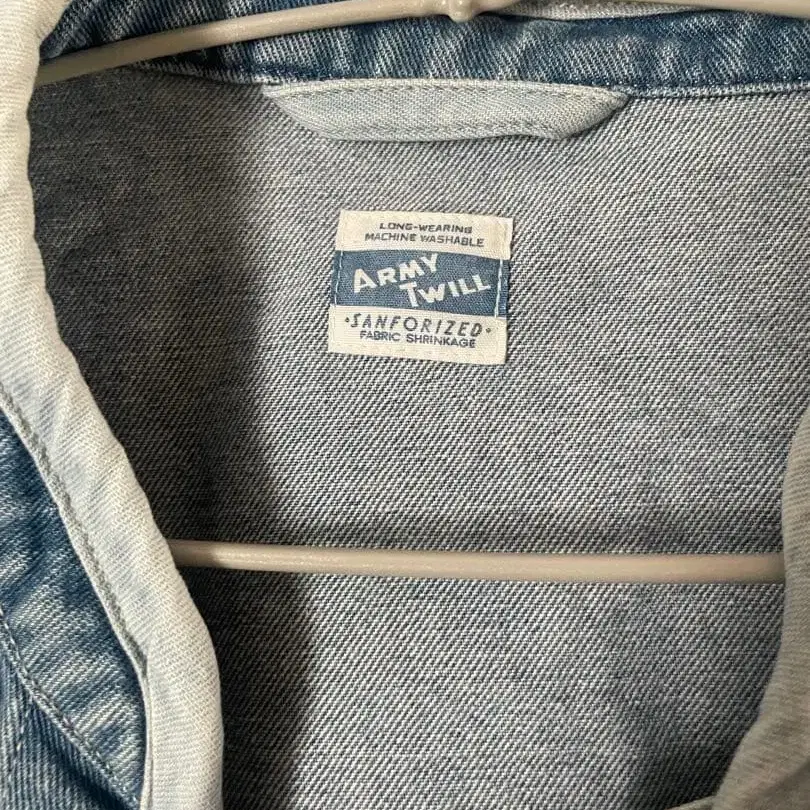 LONG-WEARING
MACHINE WASHABLE
ARMY
TWILL
·SANFORIZED·
FABRIC SHRINKAGE